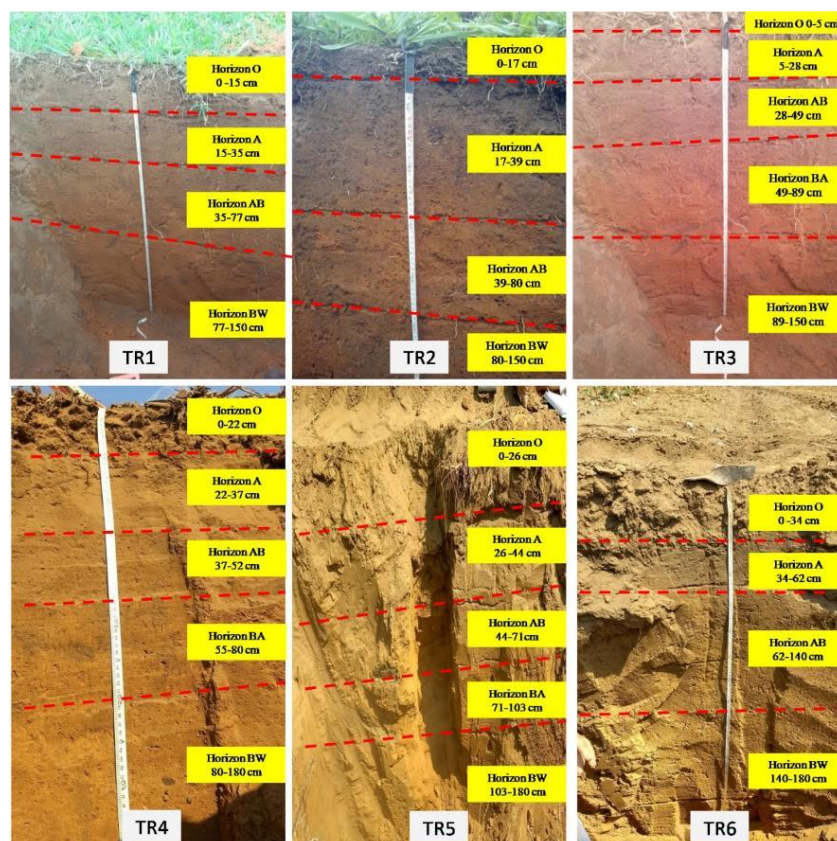 Horizon O
0 -15 cm
Horizon A
15-35 cm
Horizon AB
35-77 cm
Horizon BW
77-150 cm
TR1
Horizon O
0-17 cm
Horizon A
17-39 cm
Horizon AB
39-80 cm
Horizon BW
80-150 cm
TR2
Horizon O 0-5 cm
Horizon A
5-28 cm
Horizon AB
28-49 cm
Horizon BA
49-89 cm
Horizon BW
89-150 cm
TR3
Horizon O
0-22 cm
Horizon A
22-37 cm
Horizon AB
37-52 cm
Horizon BA
55-80 cm
Horizon BW
80-180 cm
TR4
Horizon O
0-26 cm
Horizon A
26-44 cm
Horizon AB
44-71cm
Horizon BA
71-103 cm
Horizon BW
103-180 cm
TR5
Horizon O
0-34 cm
Horizon A
34-62 cm
Horizon AB
62-140 cm
Horizon BW
140-180 cm
TR6